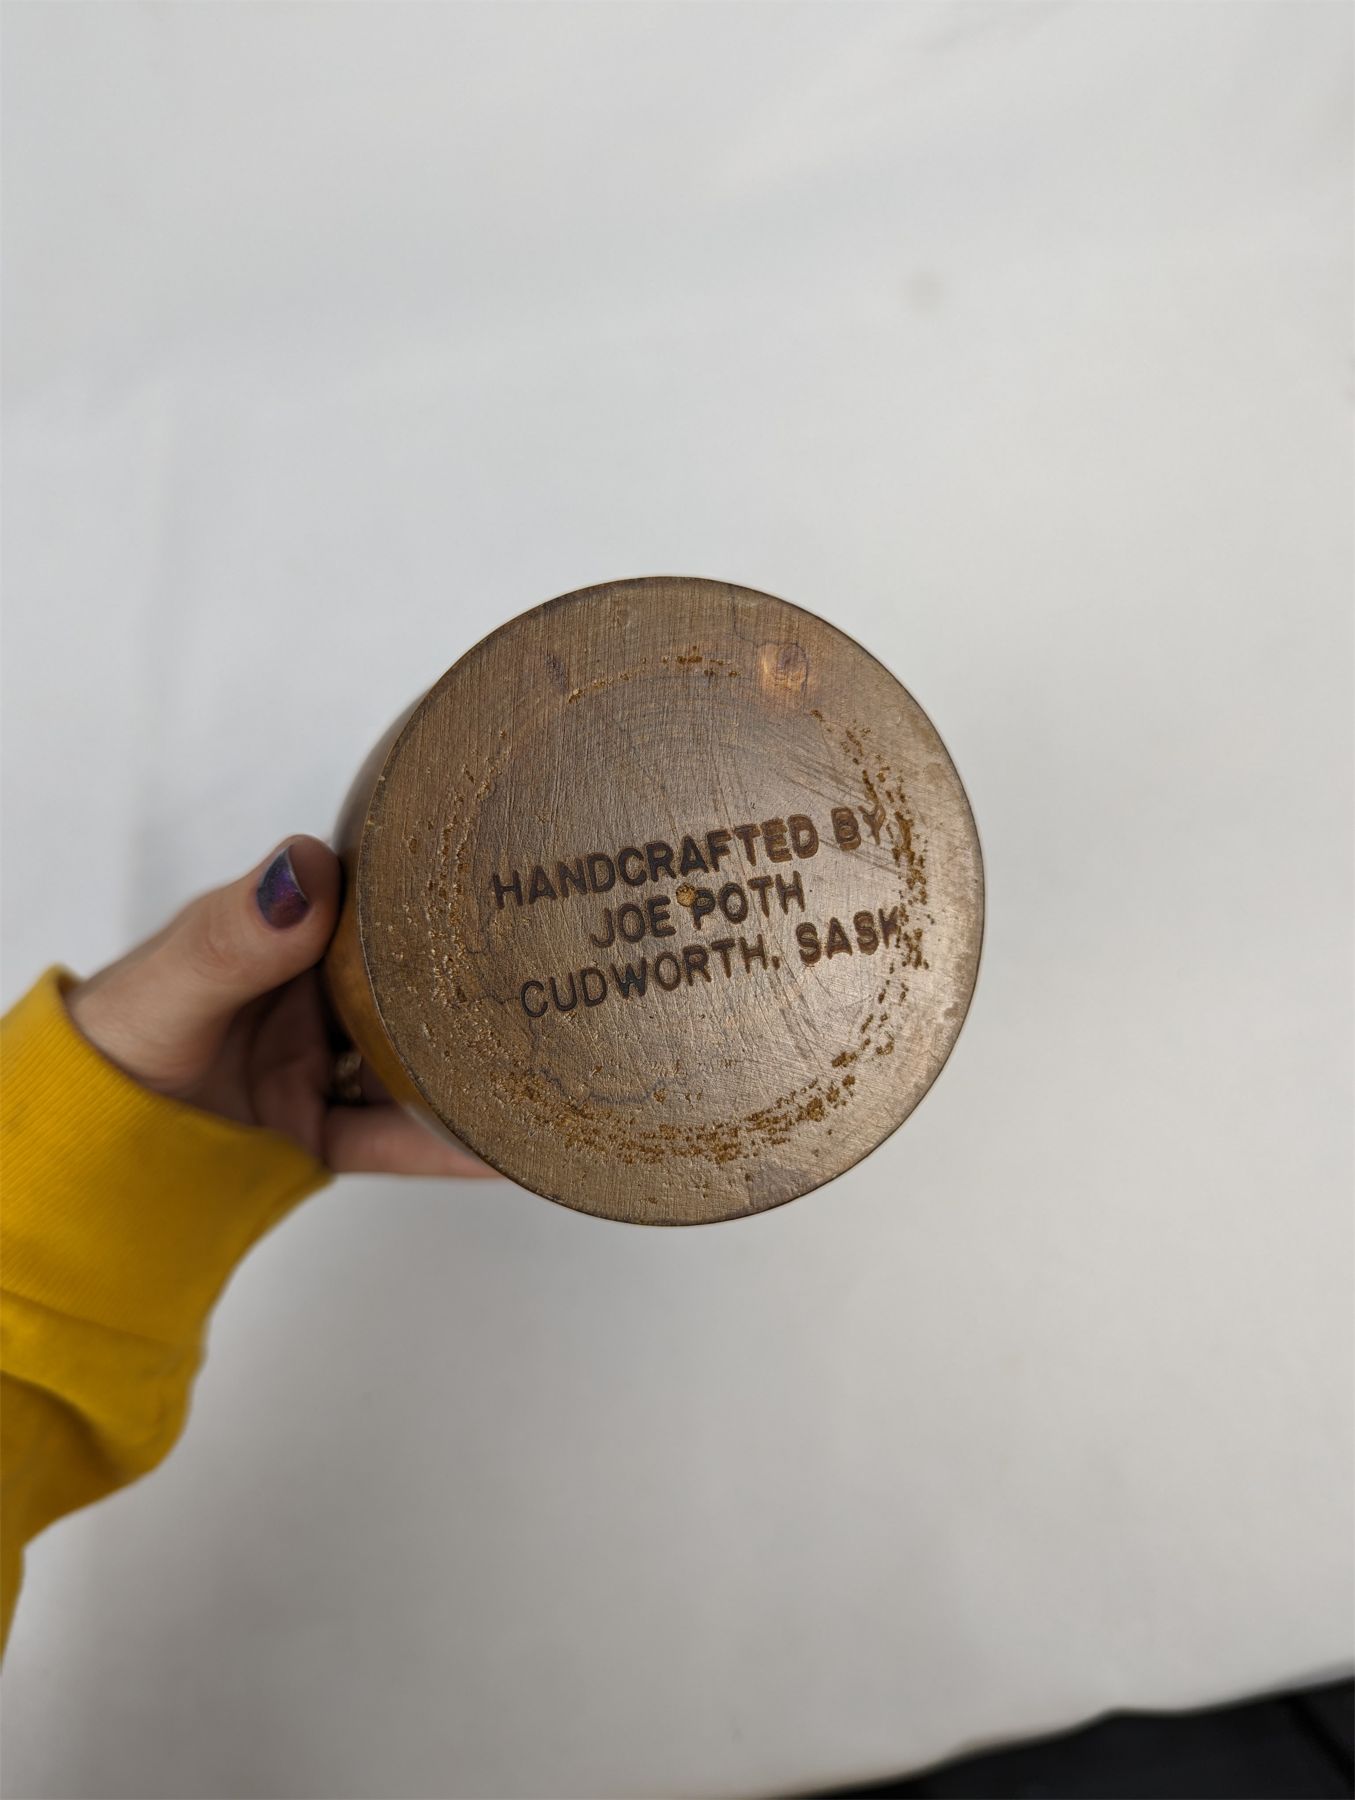 HANDCRAFTED BY
JOE POTH
CUDWORTH, SASK